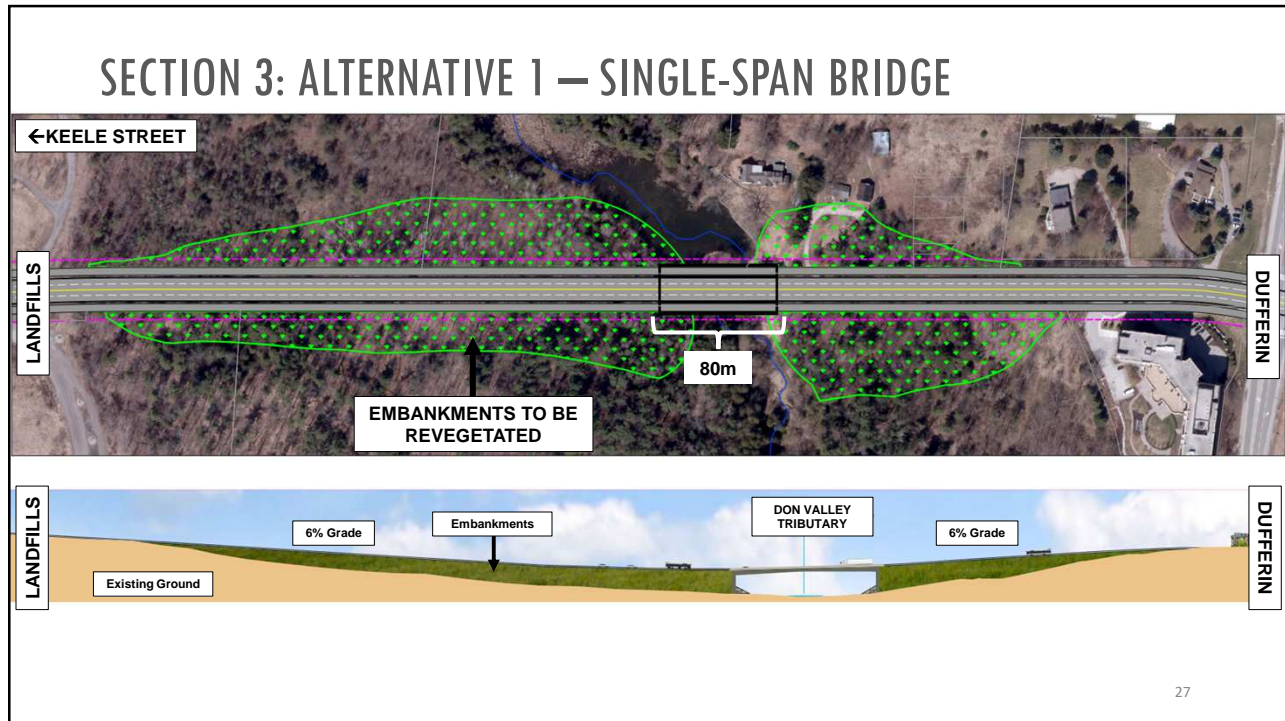 SECTION 3: ALTERNATIVE 1 – SINGLE-SPAN BRIDGE
←KEELE STREET
LANDFILLS
DUFFERIN
80m
EMBANKMENTS TO BE
REVEGETATED
LANDFILLS
6% Grade
Embankments
DON VALLEY
TRIBUTARY
6% Grade
DUFFERIN
Existing Ground
27